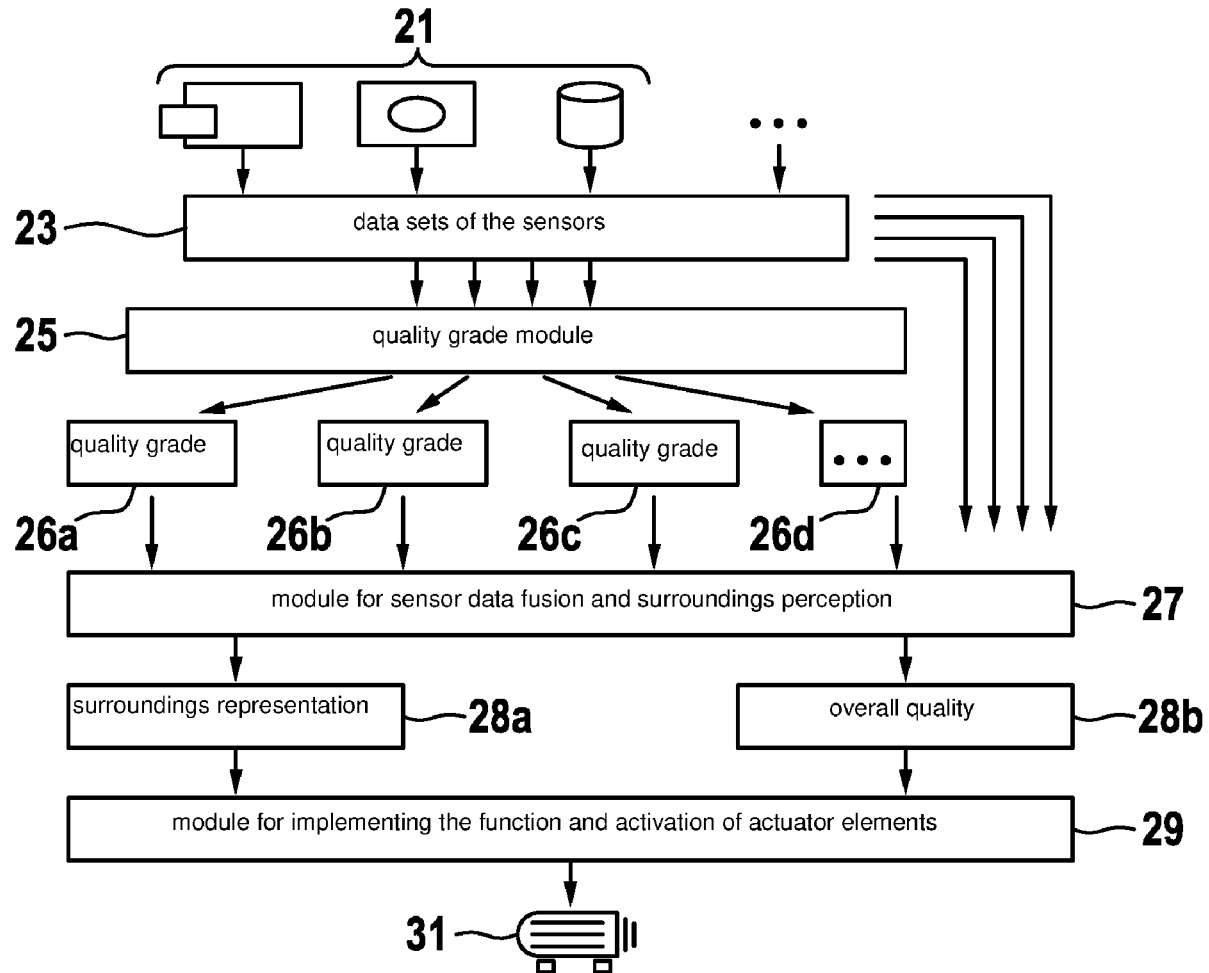 21
• • •
23
data sets of the sensors
25
quality grade module
quality grade
quality grade
quality grade
• • •
26a
26b
26c
26d
module for sensor data fusion and surroundings perception
27
surroundings representation
28a
overall quality
28b
module for implementing the function and activation of actuator elements
29
31